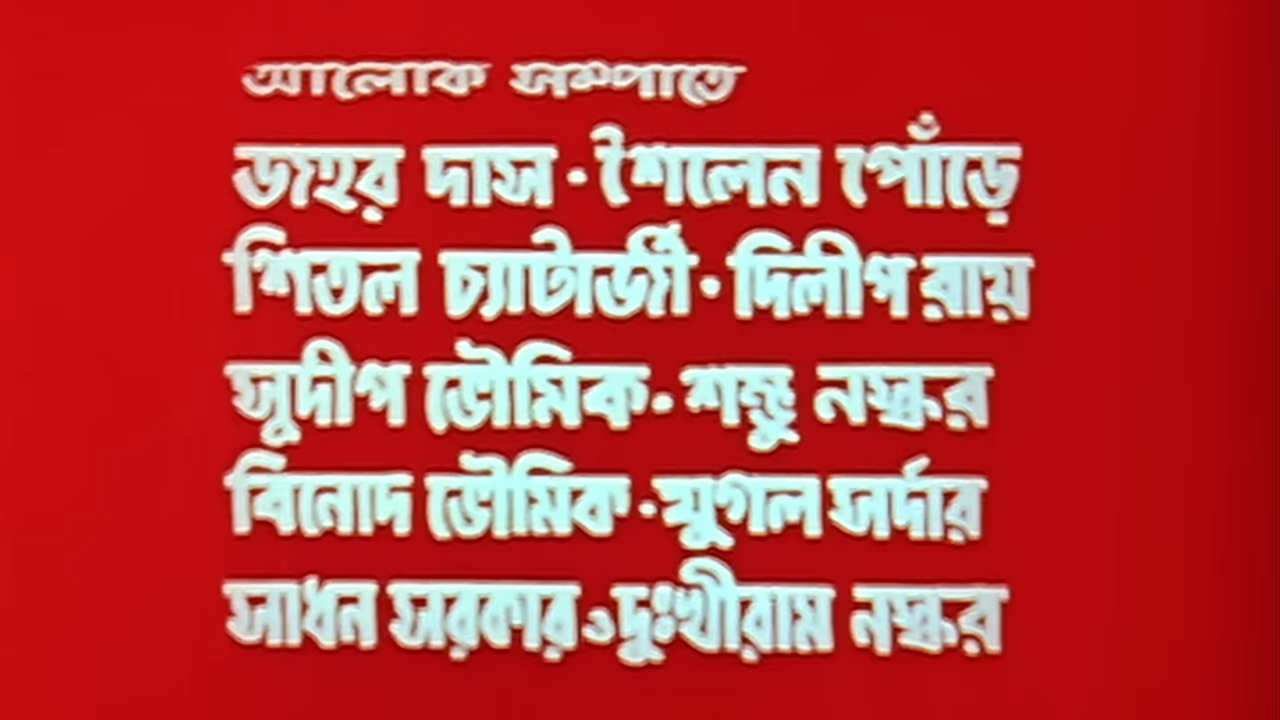 আলোক সম্পাতে
জহর দাস • শৈলেন পোঁড়ে
শিতল চ্যাটার্জী • দিলীপ রায়
সুদীপ ভৌমিক • শম্ভু নস্কর
বিনোদ ভৌমিক • যুগল সর্দার
সাধন সরকার ও দুঃখীরাম নস্কর